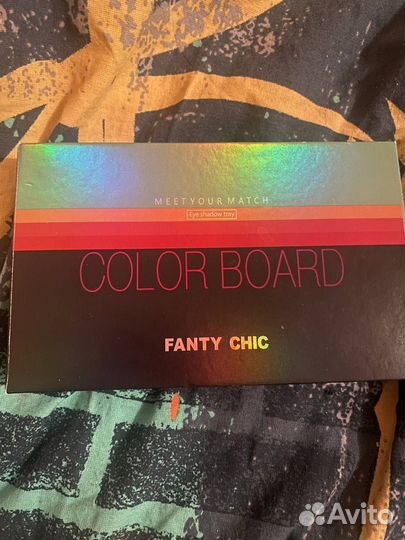 MEET YOUR MATCH
Eye shadow tray
COLOR BOARD
FANTY CHIC
Avito